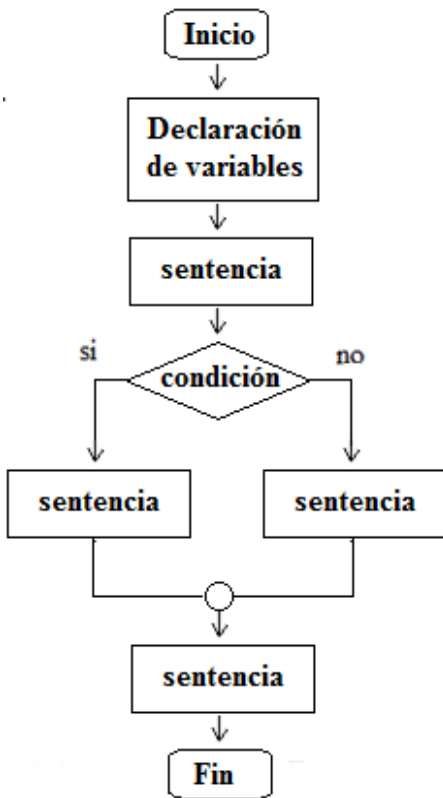 Inicio
Declaración
de variables
sentencia
si
no
condición
sentencia
sentencia
sentencia
Fin